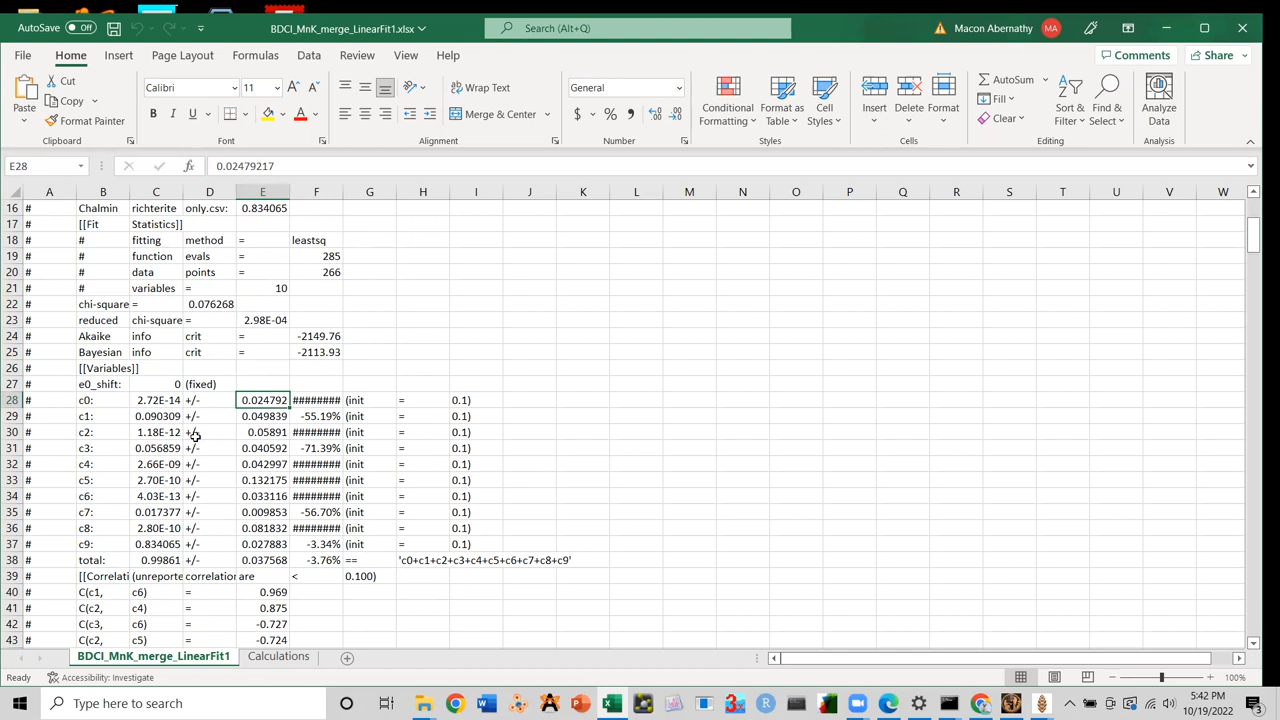 AutoSave Off BDCI_MnK_merge_LinearFit1.xlsx Search (Alt+Q) Macon Abernathy MA
File Home Insert Page Layout Formulas Data Review View Help Comments Share
Cut Calibri 11 Wrap Text General AutoSum
Paste Copy Format Painter Merge & Center Conditional Formatting Format as Table Cell Styles Insert Delete Format Fill Clear Sort & Filter Find & Select Analyze Data
Clipboard Font Alignment Number Styles Cells Editing Analysis
E28 fx 0.02479217
A B C D E F G H I J K L M N O P Q R S T U V W
16 # Chalmin richterite only.csv: 0.834065
17 # [[Fit Statistics]]
18 # # fitting method = leastsq
19 # # function evals = 285
20 # # data points = 266
21 # # variables = 10
22 # chi-square = 0.076268
23 # reduced chi-square = 2.98E-04
24 # Akaike info crit = -2149.76
25 # Bayesian info crit = -2113.93
26 # [[Variables]]
27 # e0_shift: 0 (fixed)
28 # c0: 2.72E-14 +/- 0.024792 ######## (init = 0.1)
29 # c1: 0.090309 +/- 0.049839 -55.19% (init = 0.1)
30 # c2: 1.18E-12 +/- 0.05891 ######## (init = 0.1)
31 # c3: 0.056859 +/- 0.040592 -71.39% (init = 0.1)
32 # c4: 2.66E-09 +/- 0.042997 ######## (init = 0.1)
33 # c5: 2.70E-10 +/- 0.132175 ######## (init = 0.1)
34 # c6: 4.03E-13 +/- 0.033116 ######## (init = 0.1)
35 # c7: 0.017377 +/- 0.009853 -56.70% (init = 0.1)
36 # c8: 2.80E-10 +/- 0.081832 ######## (init = 0.1)
37 # c9: 0.834065 +/- 0.027883 -3.34% (init = 0.1)
38 # total: 0.99861 +/- 0.037568 -3.76% == 'c0+c1+c2+c3+c4+c5+c6+c7+c8+c9'
39 # [[Correlati (unreporte correlation are < 0.100)
40 # C(c1, c6) = 0.969
41 # C(c2, c4) = 0.875
42 # C(c3, c6) = -0.727
43 # C(c2, c5) = -0.724
BDCI_MnK_merge_LinearFit1 Calculations
Ready Accessibility: Investigate 100%
Type here to search 5:42 PM
10/19/2022 3